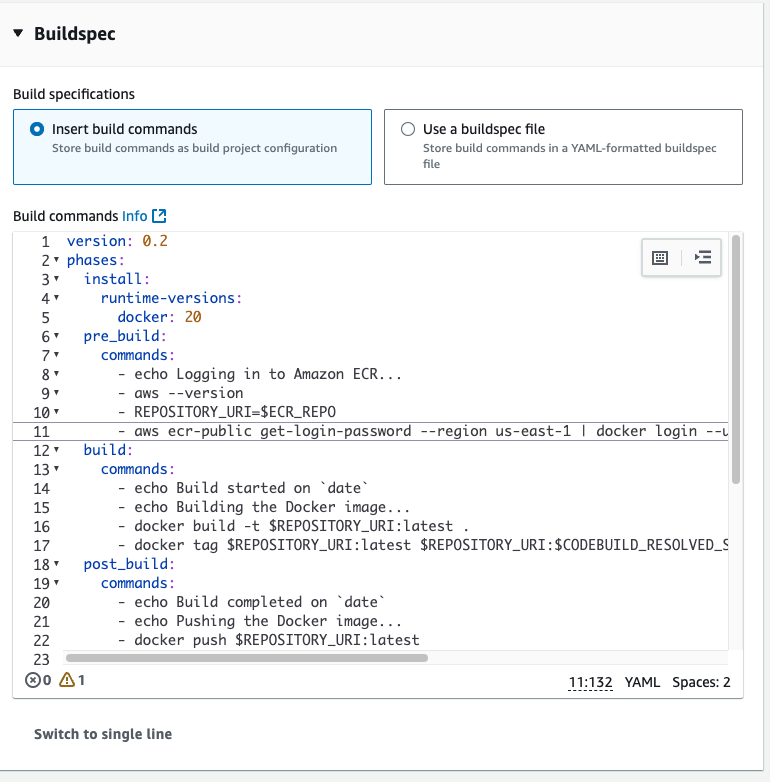 Buildspec
Build specifications
Insert build commands
Store build commands as build project configuration
Use a buildspec file
Store build commands in a YAML-formatted buildspec
file
Build commands Info
1 version: 0.2
2 phases:
3   install:
4     runtime-versions:
5       docker: 20
6   pre_build:
7     commands:
8       - echo Logging in to Amazon ECR...
9       - aws --version
10       - REPOSITORY_URI=$ECR_REPO
11       - aws ecr-public get-login-password --region us-east-1 | docker login --u
12   build:
13     commands:
14       - echo Build started on `date`
15       - echo Building the Docker image...
16       - docker build -t $REPOSITORY_URI:latest .
17       - docker tag $REPOSITORY_URI:latest $REPOSITORY_URI:$CODEBUILD_RESOLVED_S
18   post_build:
19     commands:
20       - echo Build completed on `date`
21       - echo Pushing the Docker image...
22       - docker push $REPOSITORY_URI:latest
23
0 1 11:132 YAML Spaces: 2
Switch to single line